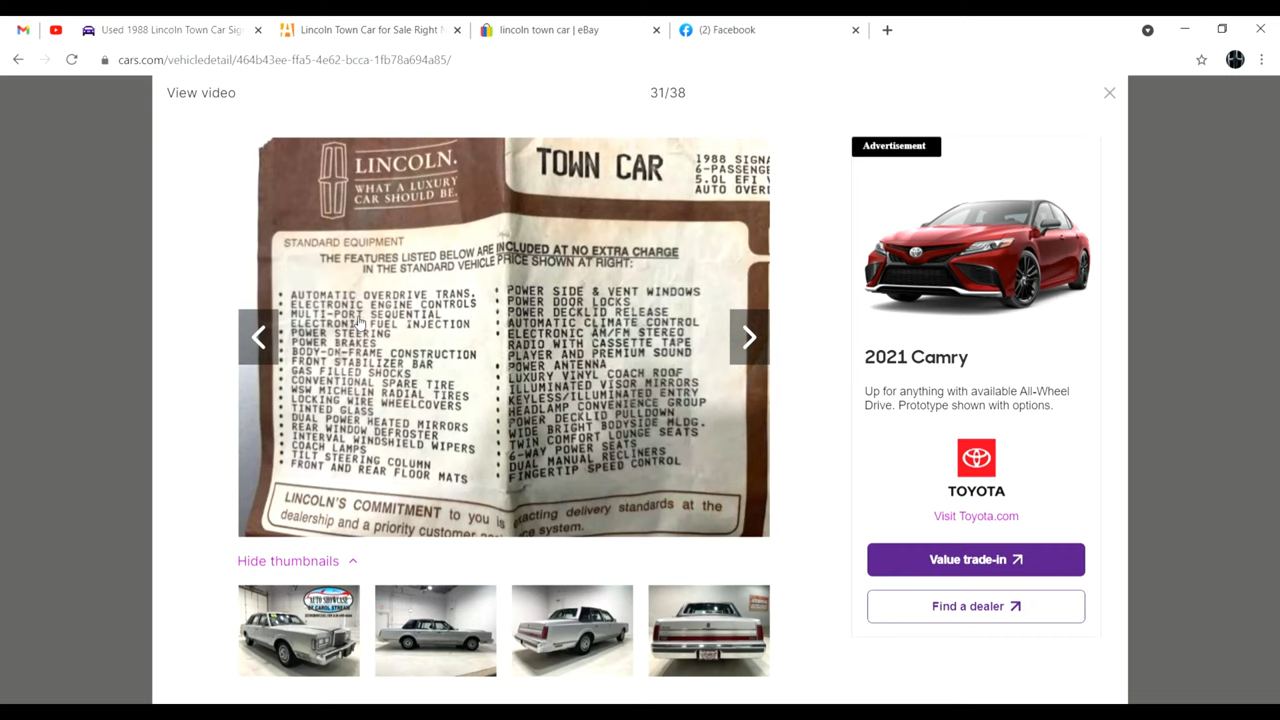 Used 1988 Lincoln Town Car Sig
Lincoln Town Car for Sale Right N
lincoln town car | eBay
(2) Facebook
cars.com/vehicledetail/464b43ee-ffa5-4e62-bcca-1fb78a694a85/
View video
31/38
LINCOLN.
WHAT A LUXURY
CAR SHOULD BE.
TOWN CAR
1988 SIGNA
6-PASSENGE
5.0L EFI V
AUTO OVERD
STANDARD EQUIPMENT
THE FEATURES LISTED BELOW ARE INCLUDED AT NO EXTRA CHARGE
IN THE STANDARD VEHICLE PRICE SHOWN AT RIGHT:
• AUTOMATIC OVERDRIVE TRANS.
• ELECTRONIC ENGINE CONTROLS
• MULTI-PORT SEQUENTIAL
ELECTRONIC FUEL INJECTION
• POWER STEERING
• POWER BRAKES
• BODY-ON-FRAME CONSTRUCTION
• FRONT STABILIZER BAR
• GAS FILLED SHOCKS
• CONVENTIONAL SPARE TIRE
• WSW MICHELIN RADIAL TIRES
• LOCKING WIRE WHEELCOVERS
• TINTED GLASS
• DUAL POWER HEATED MIRRORS
• REAR WINDOW DEFROSTER
• INTERVAL WINDSHIELD WIPERS
• COACH LAMPS
• TILT STEERING COLUMN
• FRONT AND REAR FLOOR MATS
• POWER SIDE & VENT WINDOWS
• POWER DOOR LOCKS
• POWER DECKLID RELEASE
• AUTOMATIC CLIMATE CONTROL
• ELECTRONIC AM/FM STEREO
RADIO WITH CASSETTE TAPE
PLAYER AND PREMIUM SOUND
• POWER ANTENNA
• LUXURY VINYL COACH ROOF
• ILLUMINATED VISOR MIRRORS
• KEYLESS/ILLUMINATED ENTRY
• HEADLAMP CONVENIENCE GROUP
• POWER DECKLID PULLDOWN
• WIDE BRIGHT BODYSIDE MLDG.
• TWIN COMFORT LOUNGE SEATS
• 6-WAY POWER SEATS
• DUAL MANUAL RECLINERS
• FINGERTIP SPEED CONTROL
LINCOLN'S COMMITMENT to you is exacting delivery standards at the
dealership and a priority customer ce system.
Advertisement
2021 Camry
Up for anything with available All-Wheel
Drive. Prototype shown with options.
TOYOTA
Visit Toyota.com
Value trade-in
Find a dealer
Hide thumbnails
AUTO SHOWCASE
OF CAROL STREAM